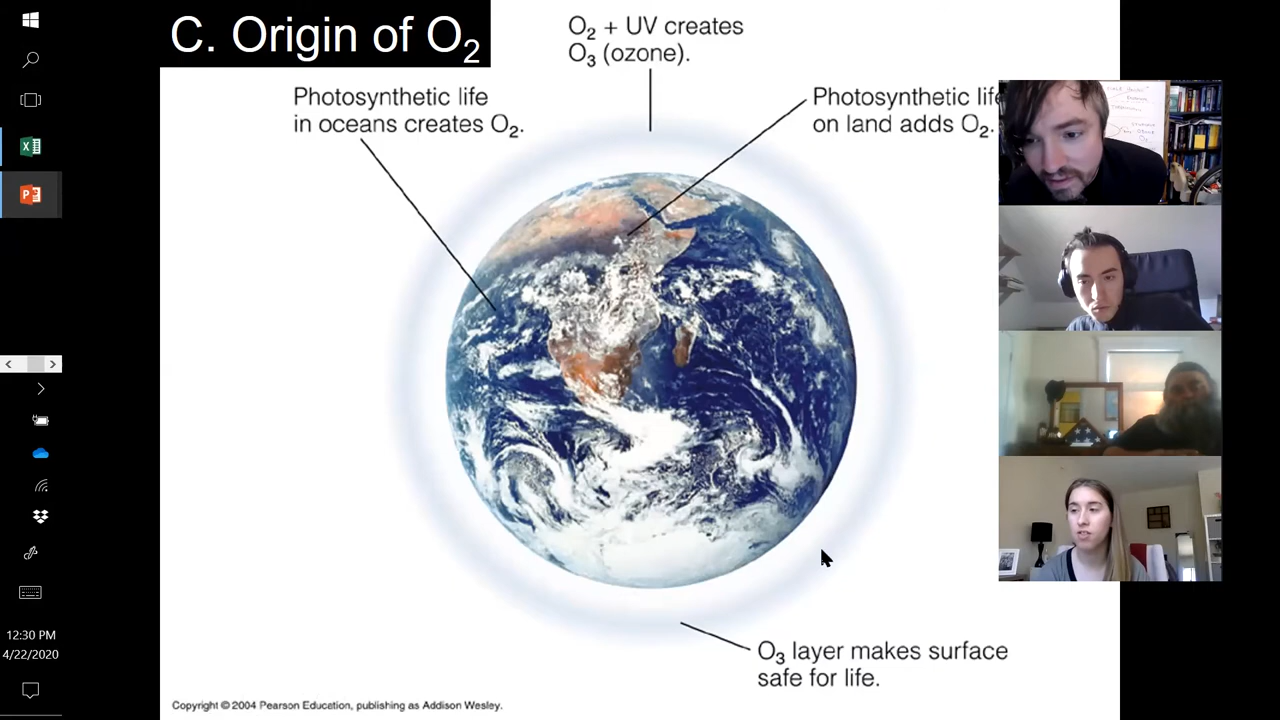 C. Origin of O₂
O₂ + UV creates
O₃ (ozone).
Photosynthetic life
in oceans creates O₂.
Photosynthetic life
on land adds O₂.
O₃ layer makes surface
safe for life.
Copyright © 2004 Pearson Education, publishing as Addison Wesley.
12:30 PM
4/22/2020